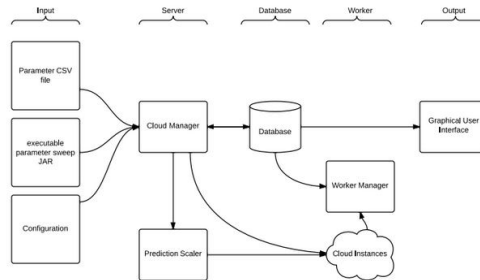 Input
Server
Database
Worker
Output
Parameter CSV
file
executable
parameter sweep
JAR
Configuration
Cloud Manager
Database
Graphical User
Interface
Worker Manager
Prediction Scaler
Cloud Instances